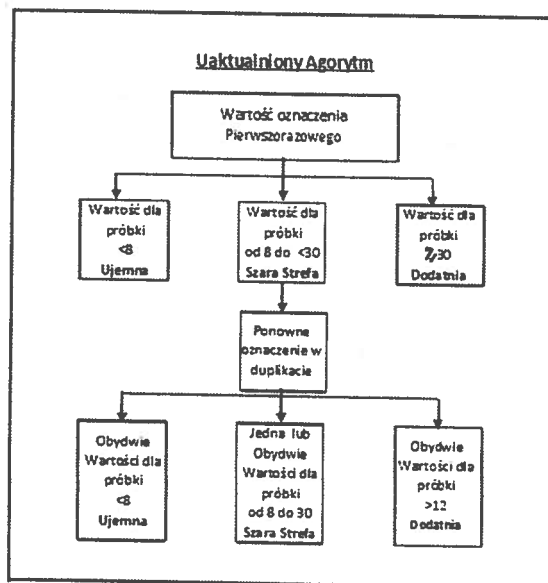 Uaktualniony Agorytm
Wartość oznaczenia
Pierwszorazowego
Wartość dla
próbki
<8
Ujemna
Wartość dla
próbki
od 8 do <30
Szara Strefa
Wartość dla
próbki
≥30
Dodatnia
Ponowne
oznaczenie w
duplikacie
Obydwie
Wartości dla
próbki
<8
Ujemna
Jedna lub
Obydwie
Wartości dla
próbki
od 8 do 30
Szara Strefa
Obydwie
Wartości dla
próbki
>12
Dodatnia